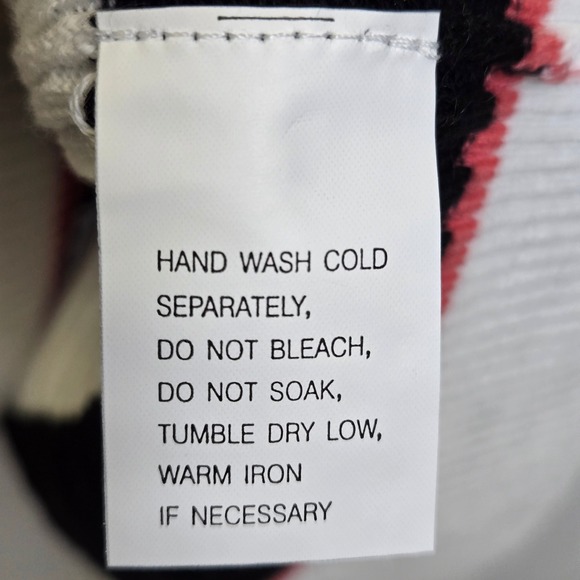 HAND WASH COLD
SEPARATELY,
DO NOT BLEACH,
DO NOT SOAK,
TUMBLE DRY LOW,
WARM IRON
IF NECESSARY